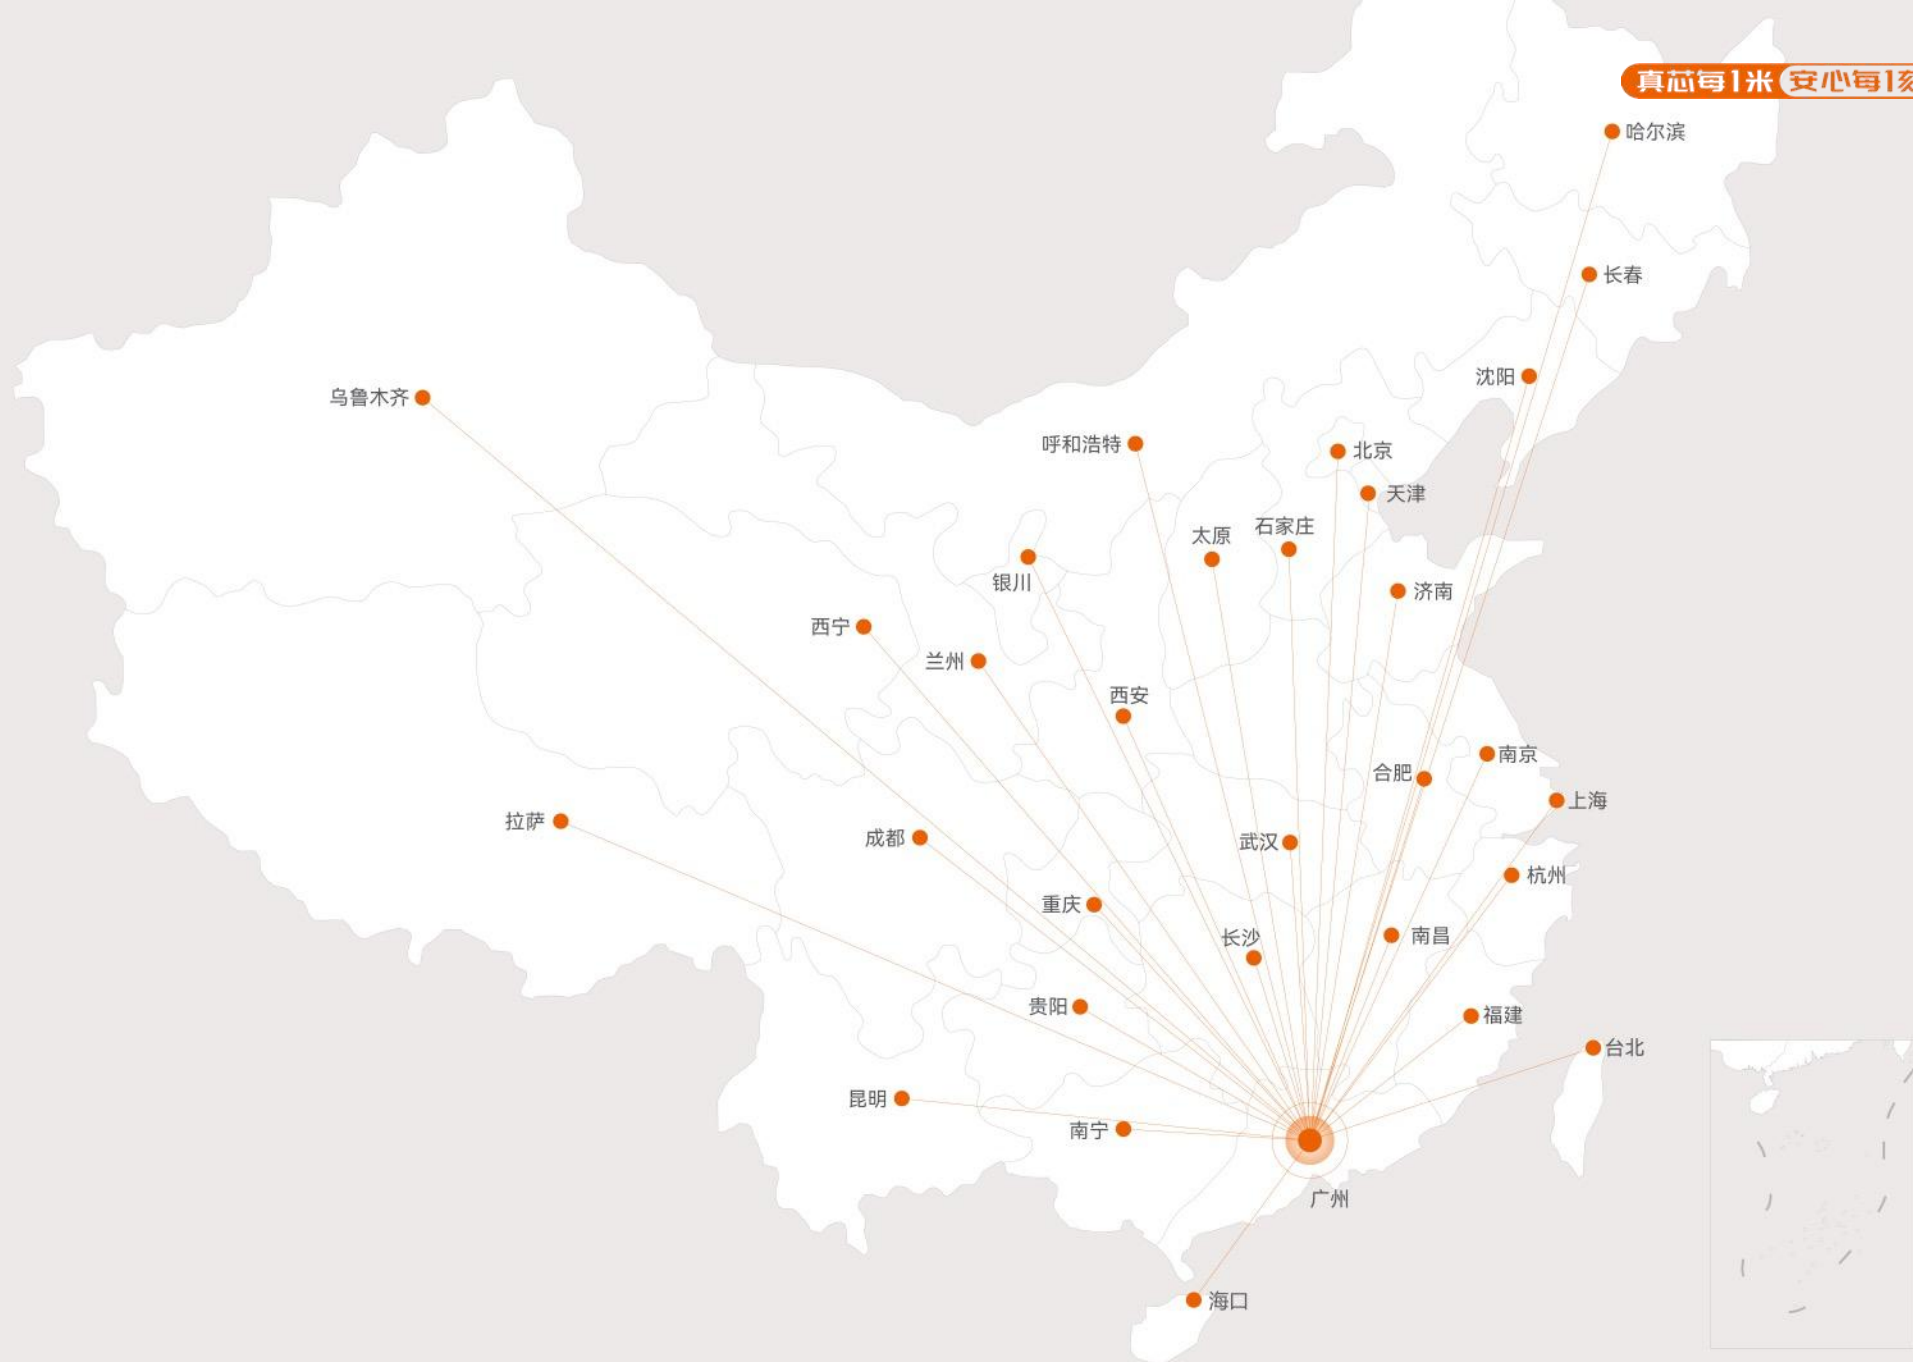 真芯每1米 安心每1刻
哈尔滨
长春
沈阳
乌鲁木齐
呼和浩特
北京
天津
石家庄
太原
银川
济南
西宁
兰州
西安
南京
合肥
上海
拉萨
成都
武汉
杭州
重庆
长沙
南昌
贵阳
福建
台北
昆明
南宁
广州
海口